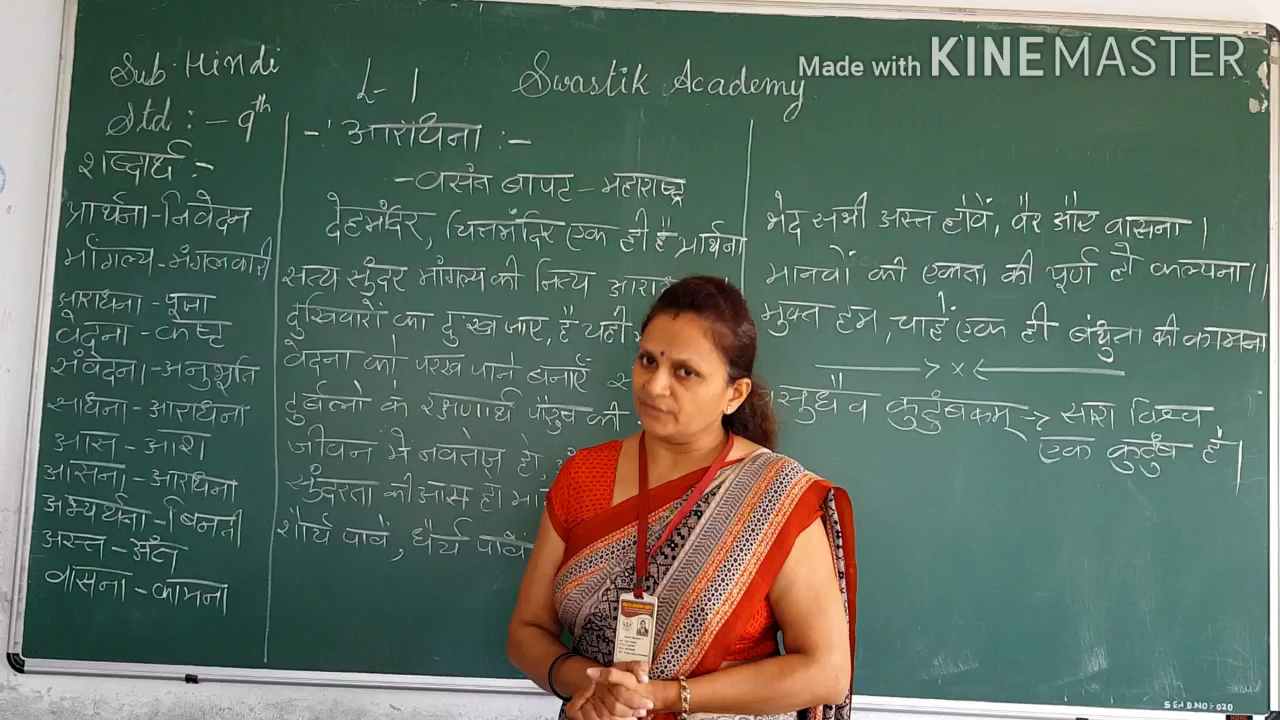 Sub. Hindi
Std : - 9th
L-1
Swastik Academy
Made with KINEMASTER
शब्दार्थ :-
प्रार्थना - निवेदन
मांगल्य - मंगलकारी
आराधना - पूजा
वेदना - कष्ट
संवेदना - अनुभूति
साधना - आराधना
आस - आश
आसना - आराधना
अभ्यर्थना - बिनती
अस्त - अंत
वासना - कामना
-: आराधना :-
- वसंत बापट - महाराष्ट्र
देहमंदिर, चित्तमंदिर एक ही है प्रार्थना
सत्य सुंदर मांगल्य की नित्य
दुखियारों का दुःख जाए, है यही
वेदना को परख पाने बनाएँ
दुर्बलो के रक्षणार्थ पौरुष की
जीवन में नवतेज हो,
सुंदरता की आस हो
शौर्य पावें, धैर्य पावे
भेद सभी अस्त होवें, वैर और वासना।
मानवों की एकता की पूर्ण हो कल्पना।।
मुक्त हम, चाहें एक ही बंधुता की कामना
कुटुंबकम् → सारा विश्व
एक कुटुंब है।